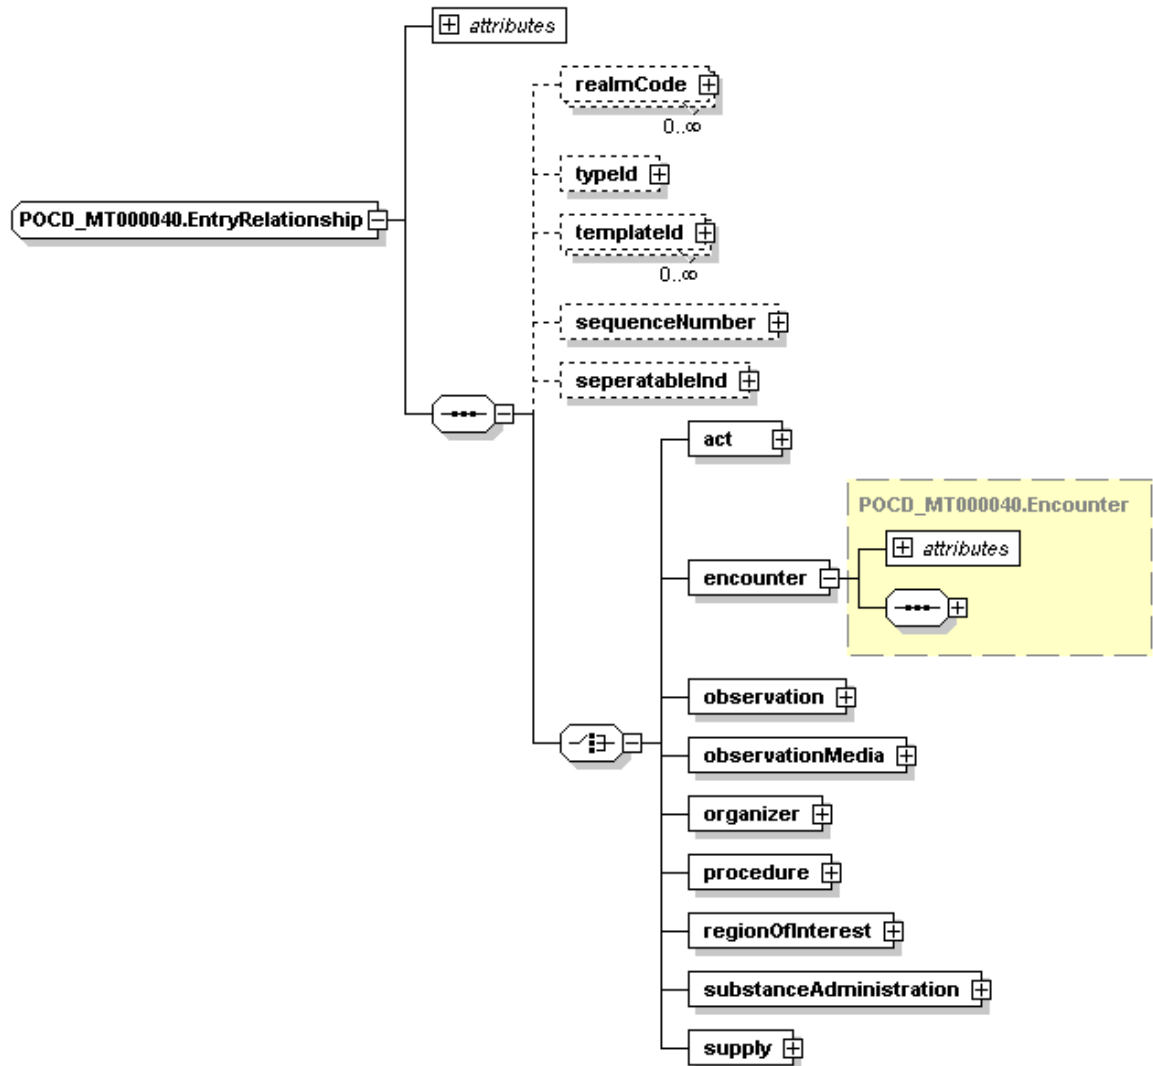 attributes
realmCode
0..∞
typeId
POCD_MT000040.EntryRelationship
templateId
0..∞
sequenceNumber
seperatableInd
act
POCD_MT000040.Encounter
attributes
encounter
observation
observationMedia
organizer
procedure
regionOfInterest
substanceAdministration
supply